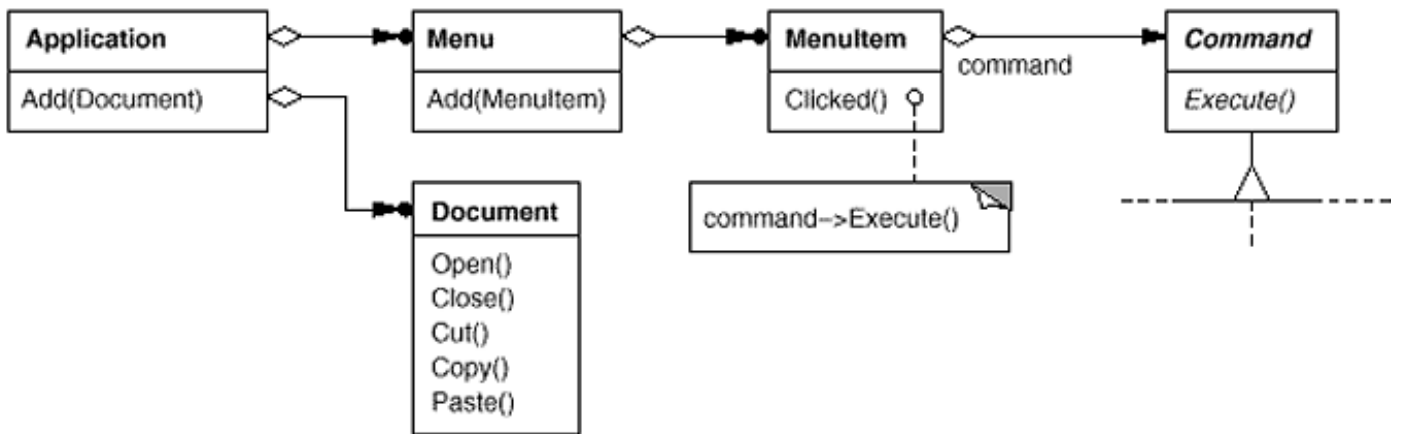 Application
Add(Document)
Menu
Add(MenuItem)
MenuItem
Clicked()
command
Command
Execute()
command->Execute()
Document
Open()
Close()
Cut()
Copy()
Paste()